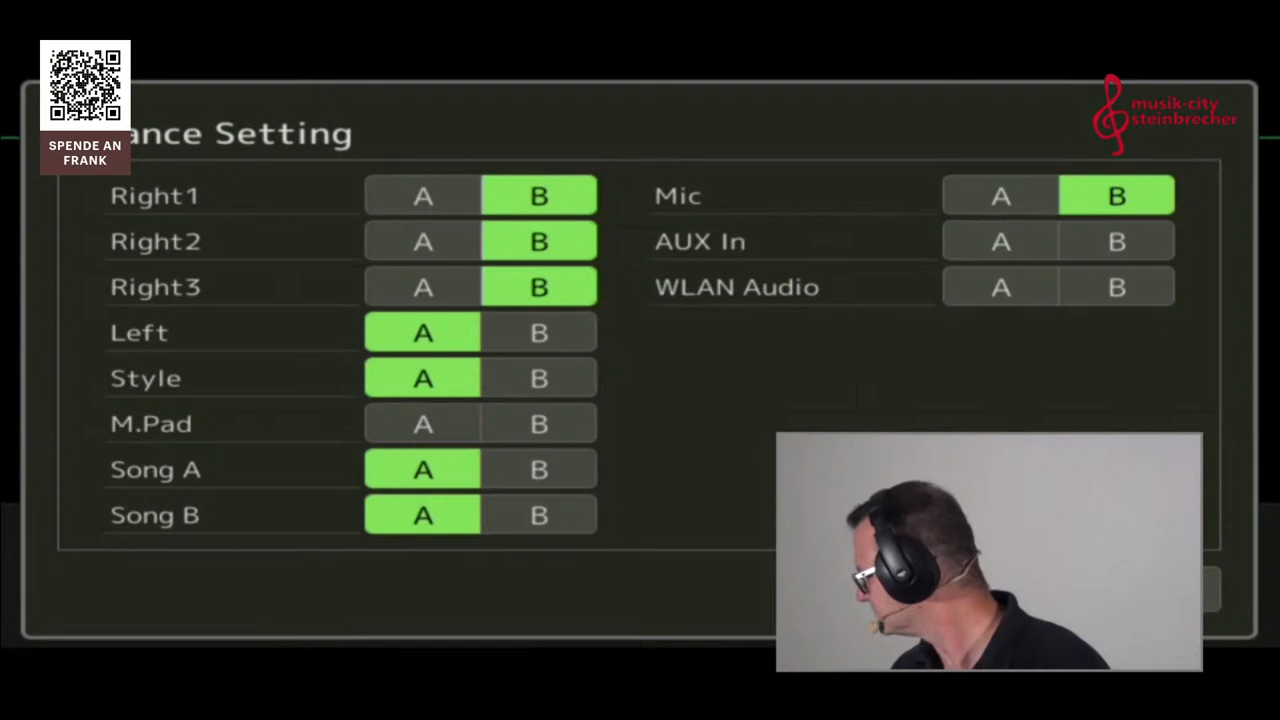 SPENDE AN
FRANK
musik-city
steinbrecher
ance Setting
Right1 A B
Right2 A B
Right3 A B
Left A B
Style A B
M.Pad A B
Song A A B
Song B A B
Mic A B
AUX In A B
WLAN Audio A B